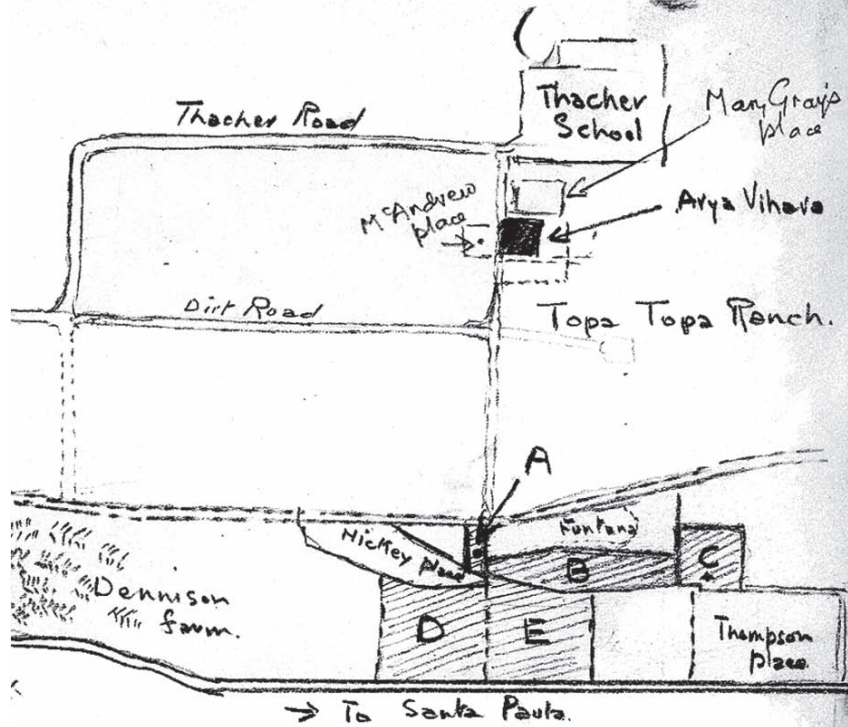 Thacher Road
Thacher
School
Mary Gray's
place
McAndrew
place
Arya Vihara
Dirt Road
Topa Topa Ranch.
A
Hickey place
Funtana
B
C
Dennison
farm.
D
E
Thompson
place
→ To Santa Paula.